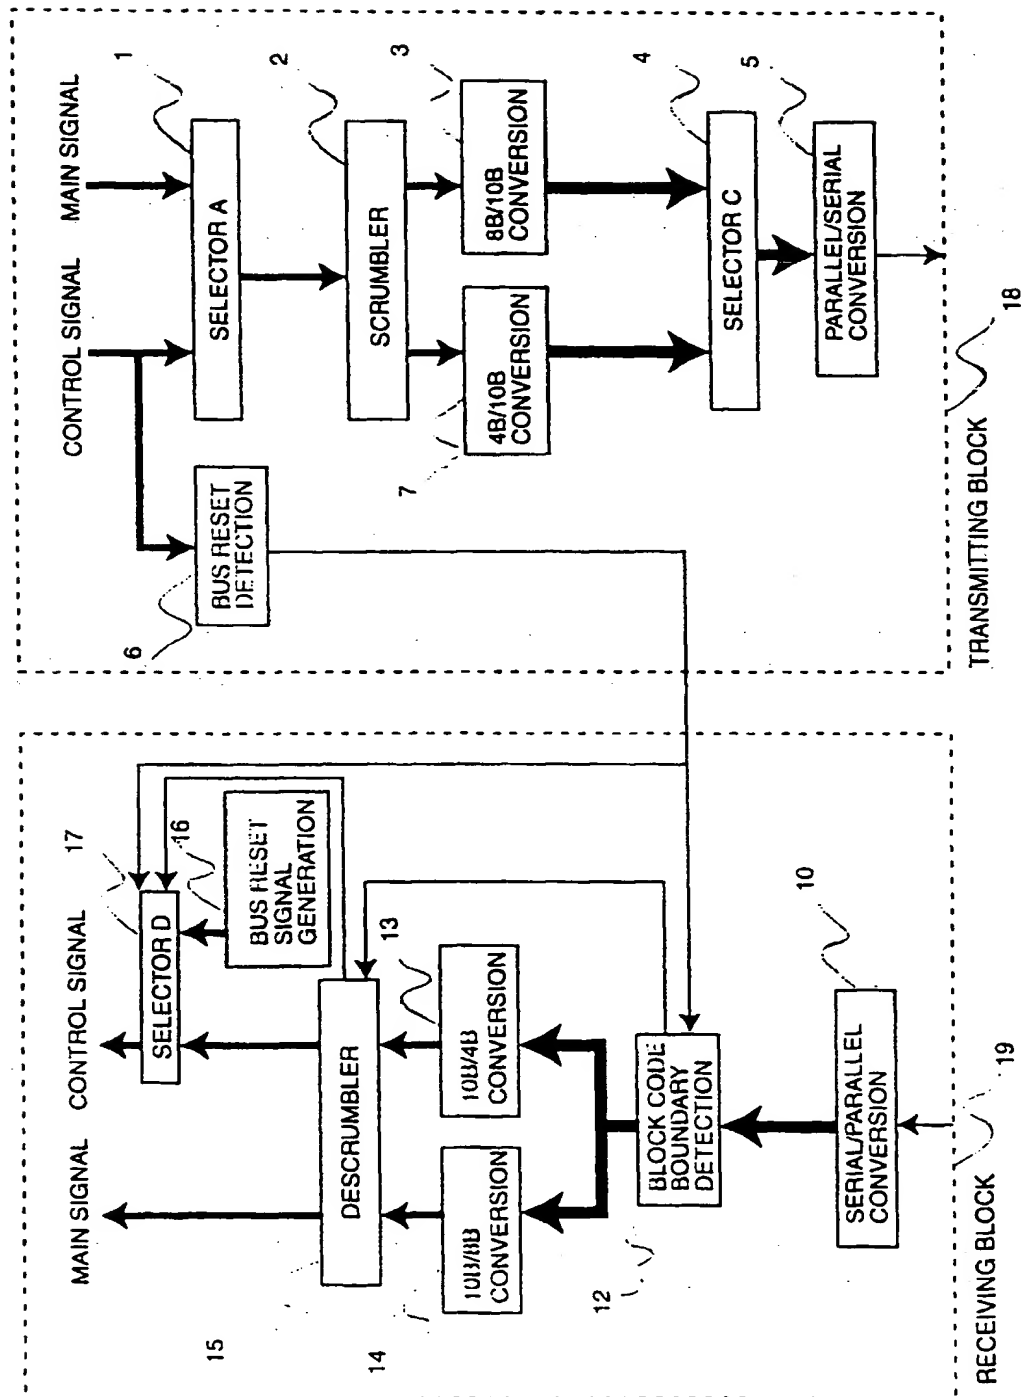 MAIN SIGNAL
CONTROL SIGNAL
1
SELECTOR A
2
SCRUMBLER
3
8B/10B
CONVERSION
7
4B/10B
CONVERSION
4
SELECTOR C
5
PARALLEL/SERIAL
CONVERSION
6
BUS RESET
DETECTION
TRANSMITTING BLOCK
18
MAIN SIGNAL
CONTROL SIGNAL
17
SELECTOR D
16
BUS RESET
SIGNAL
GENERATION
15
DESCRUMBLER
13
10B/4B
CONVERSION
14
10B/8B
CONVERSION
12
BLOCK CODE
BOUNDARY
DETECTION
10
SERIAL/PARALLEL
CONVERSION
RECEIVING BLOCK
19